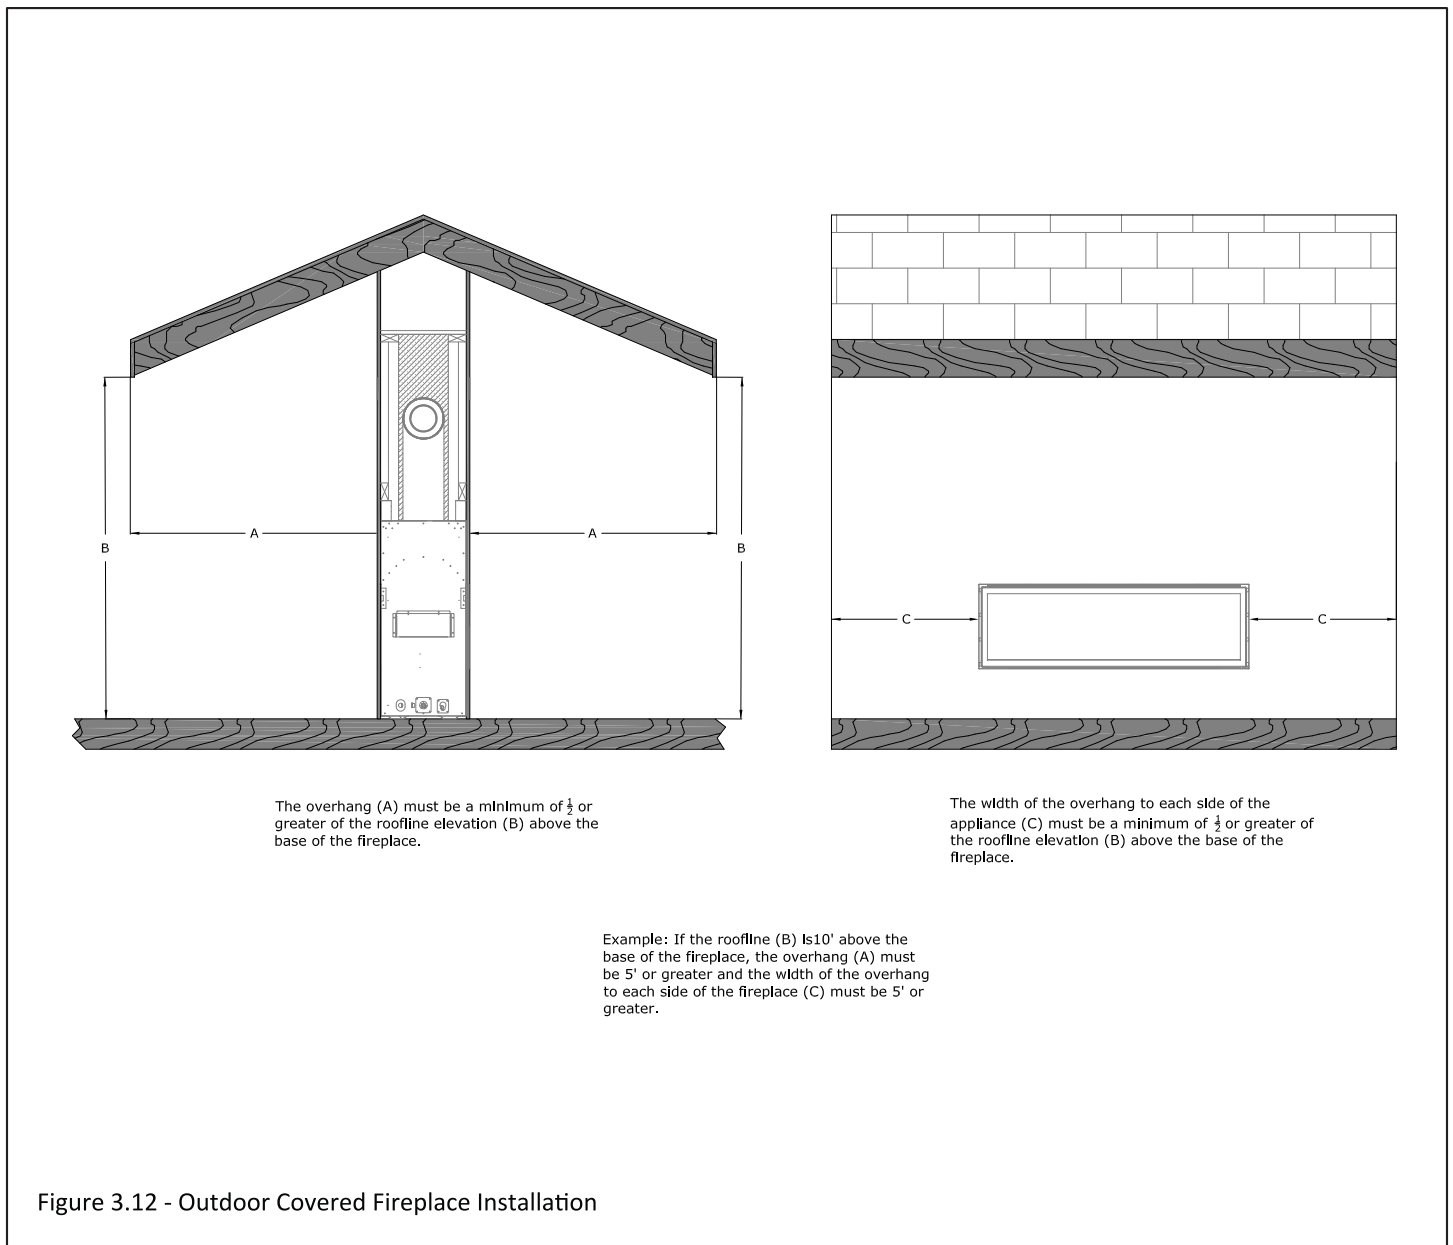 A
A
B
B
C
C
The overhang (A) must be a minimum of ½ or
greater of the roofline elevation (B) above the
base of the fireplace.
The width of the overhang to each side of the
appliance (C) must be a minimum of ½ or greater of
the roofline elevation (B) above the base of the
fireplace.
Example: If the roofline (B) is10' above the
base of the fireplace, the overhang (A) must
be 5' or greater and the width of the overhang
to each side of the fireplace (C) must be 5' or
greater.
Figure 3.12 - Outdoor Covered Fireplace Installation